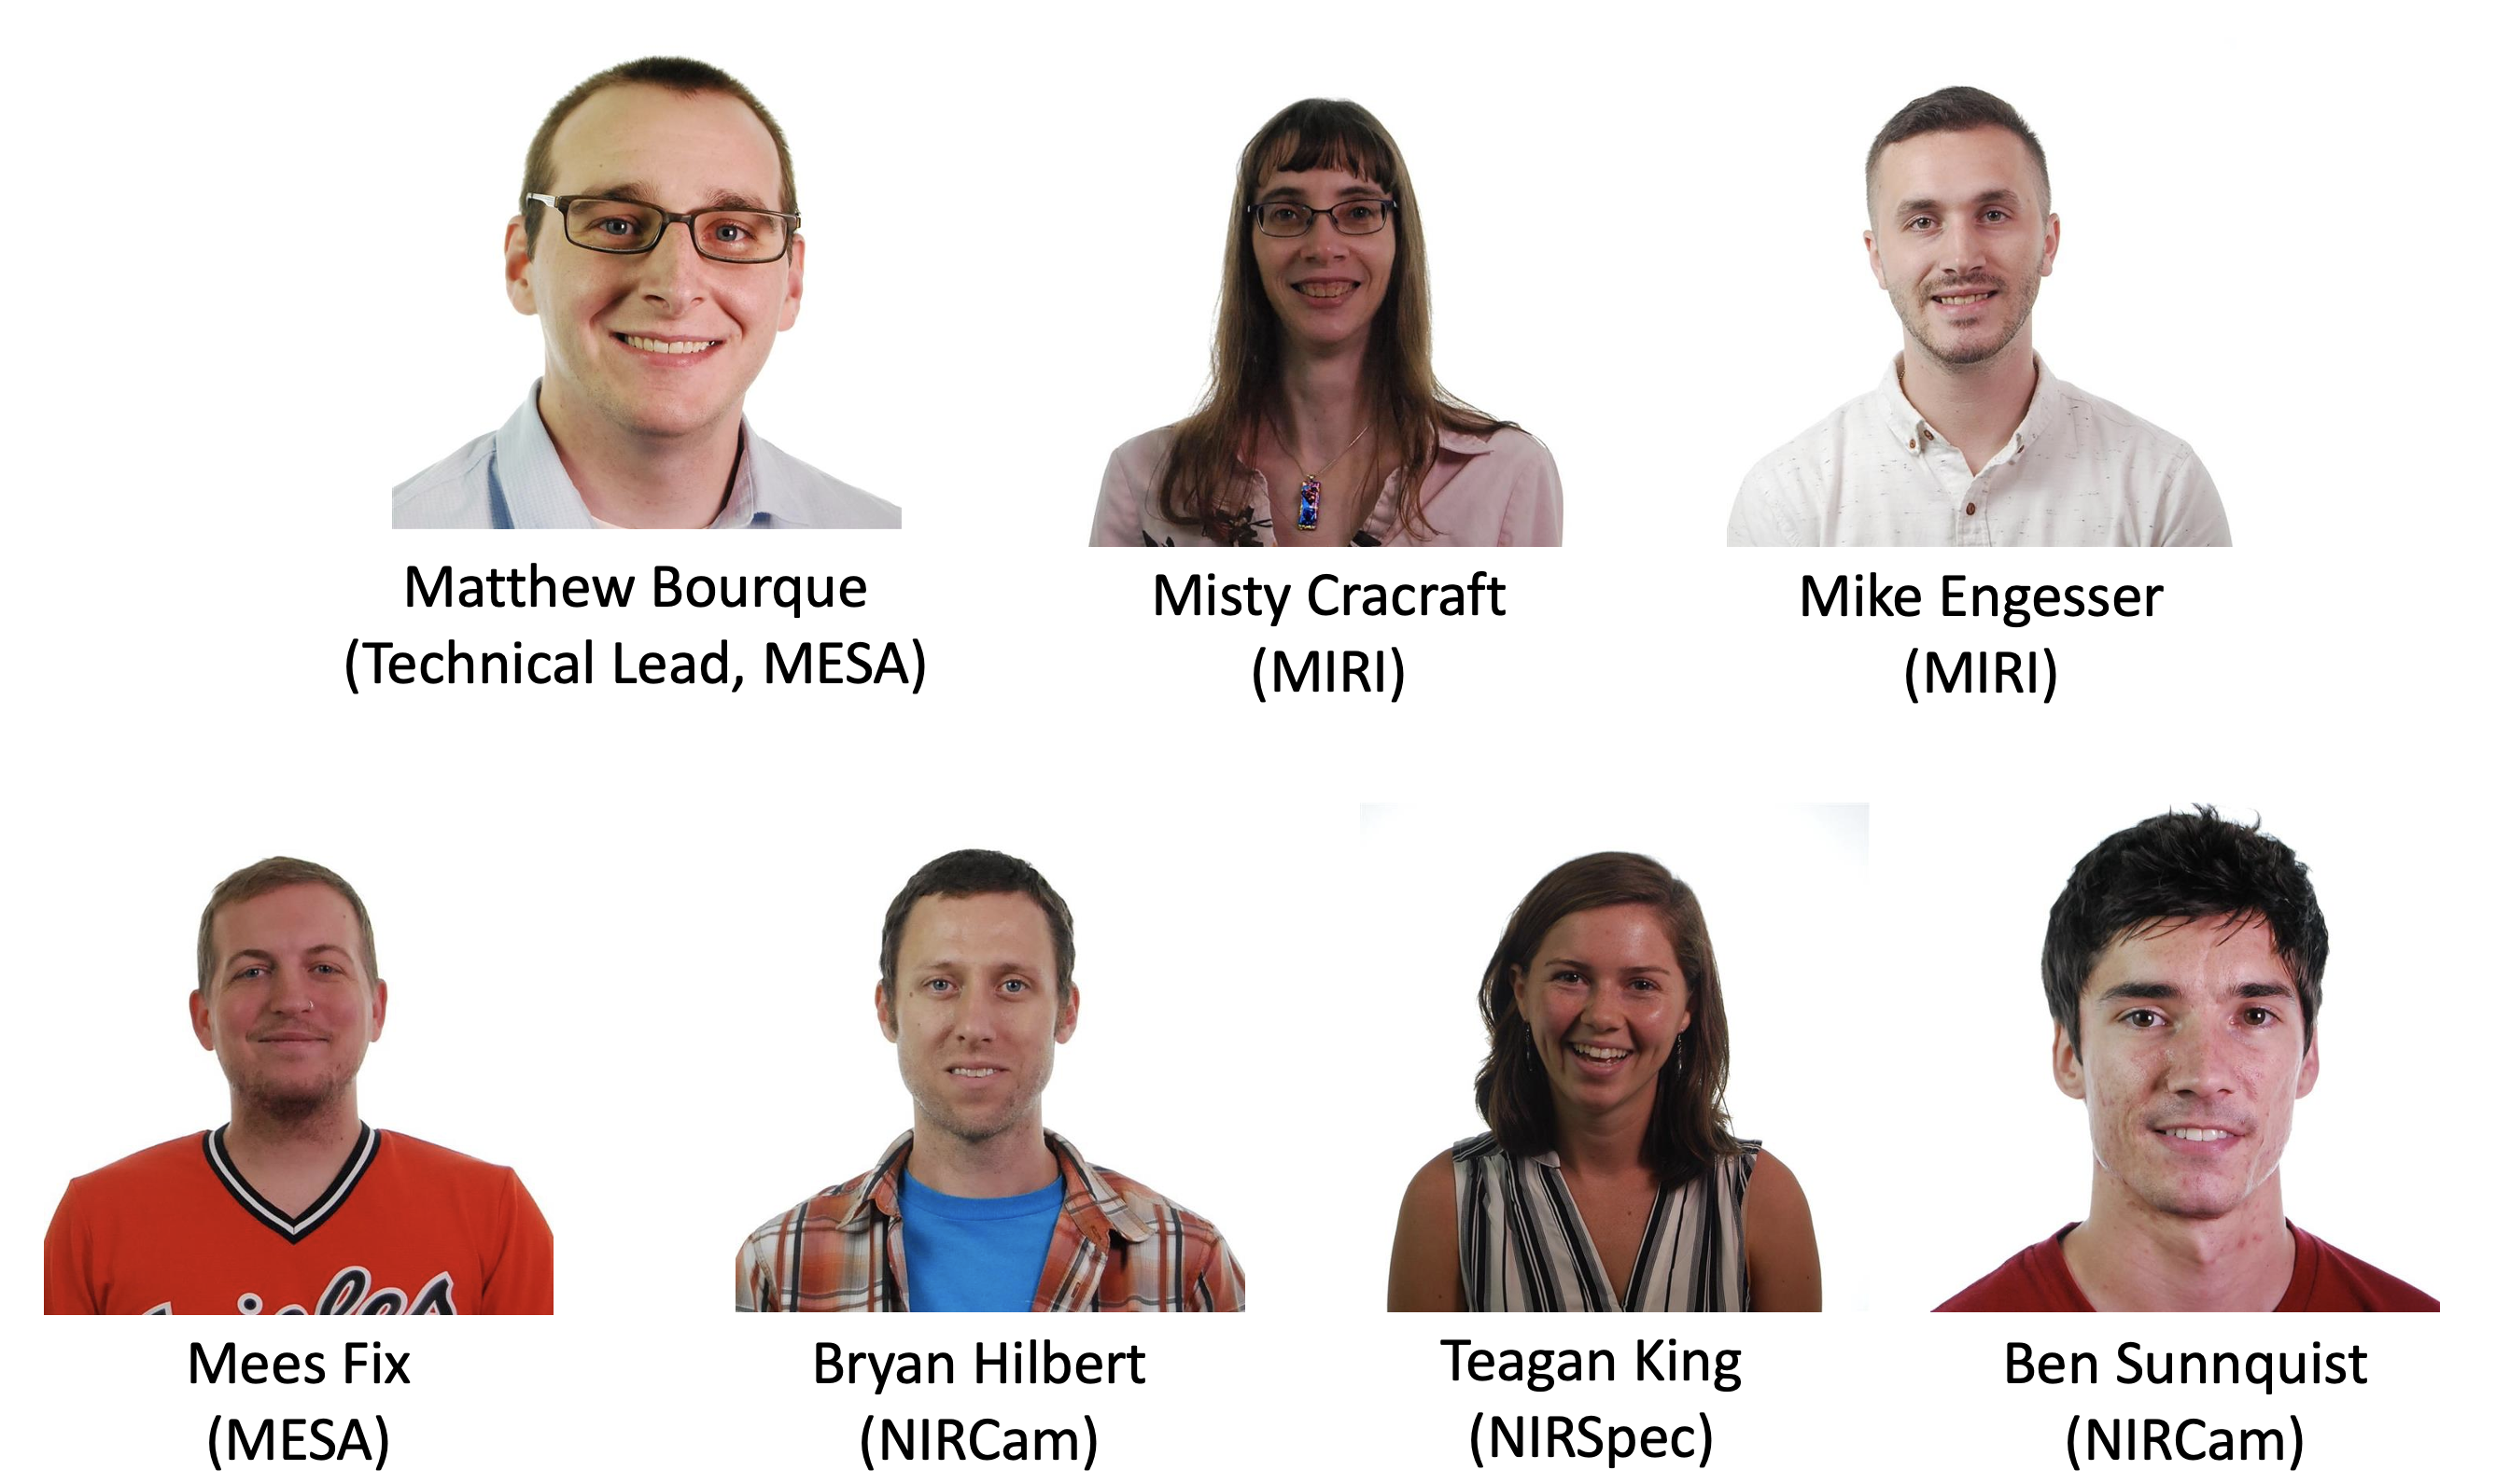 Matthew Bourque
(Technical Lead, MESA)
Misty Cracraft
(MIRI)
Mike Engesser
(MIRI)
Mees Fix
(MESA)
Bryan Hilbert
(NIRCam)
Teagan King
(NIRSpec)
Ben Sunnquist
(NIRCam)